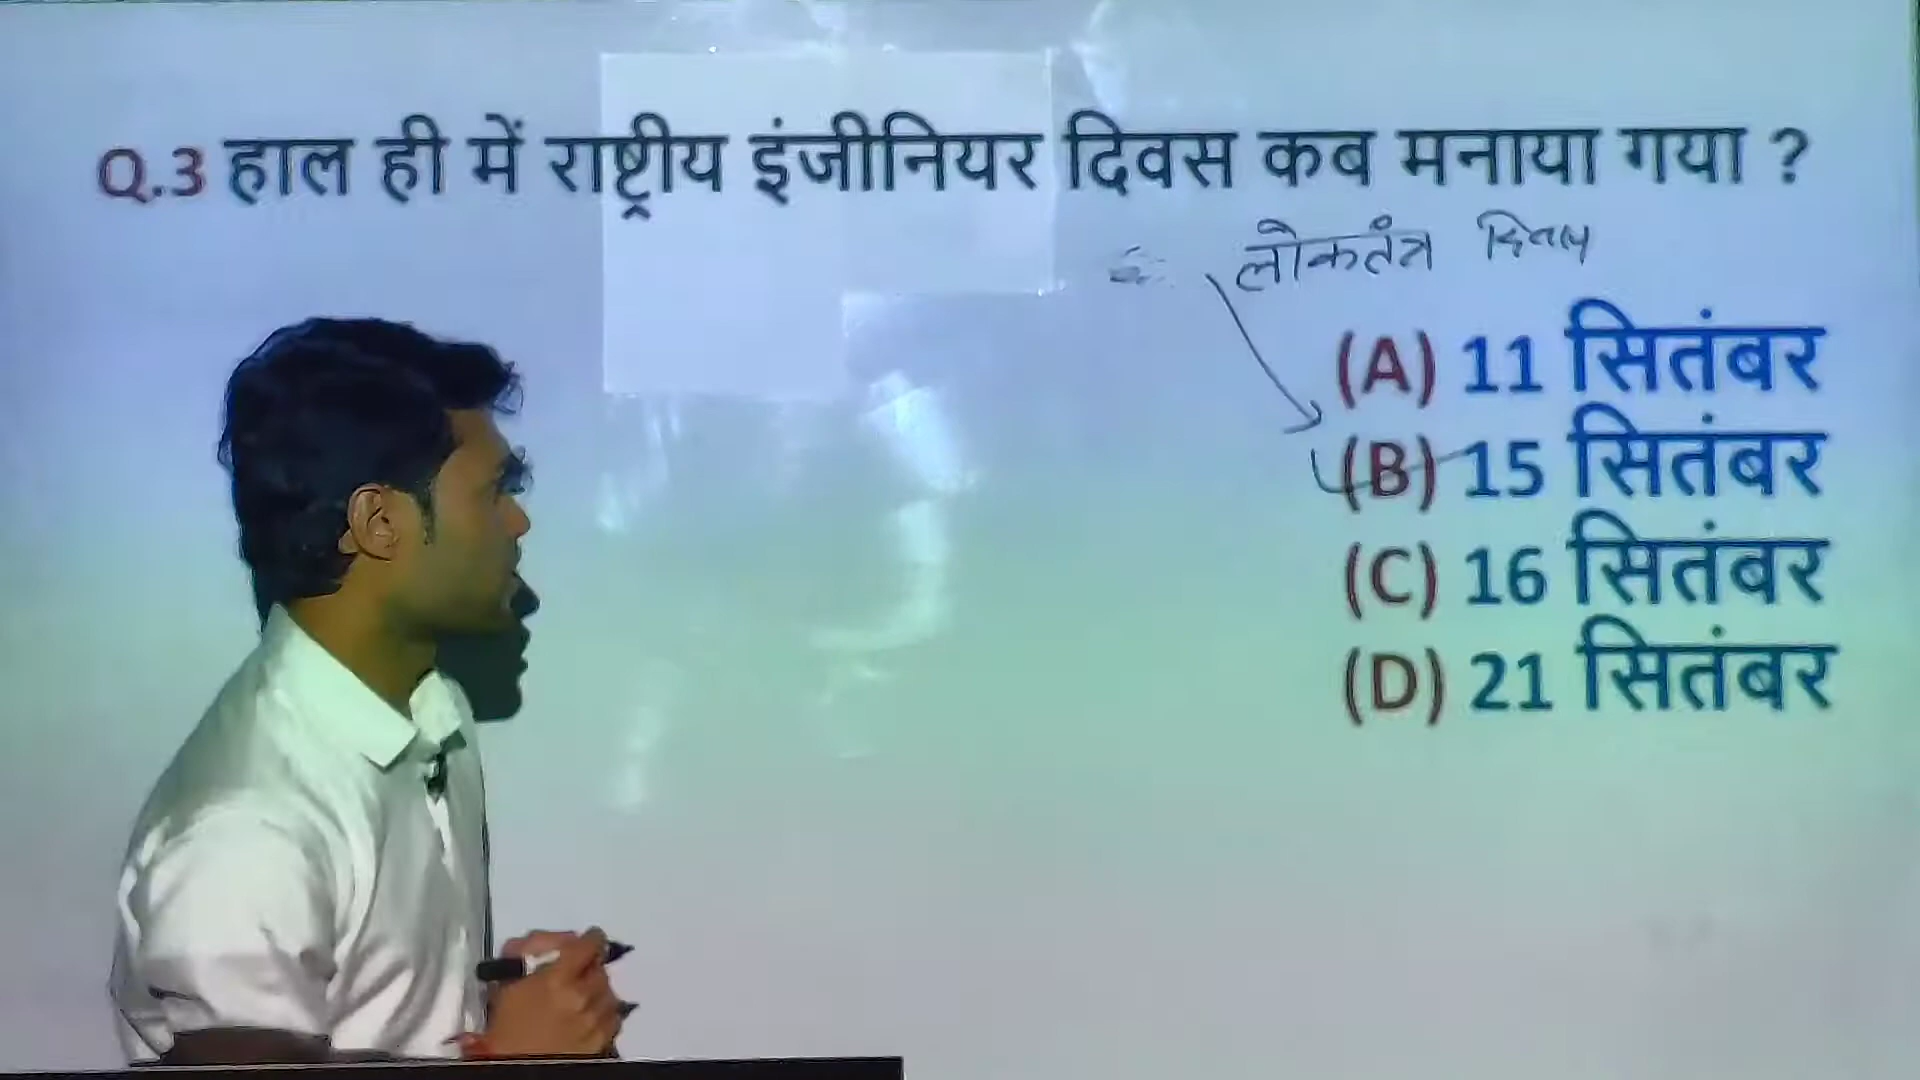 Q.3 हाल ही में राष्ट्रीय इंजीनियर दिवस कब मनाया गया ?
लोकतंत्र दिवस
(A) 11 सितंबर
(B) 15 सितंबर
(C) 16 सितंबर
(D) 21 सितंबर